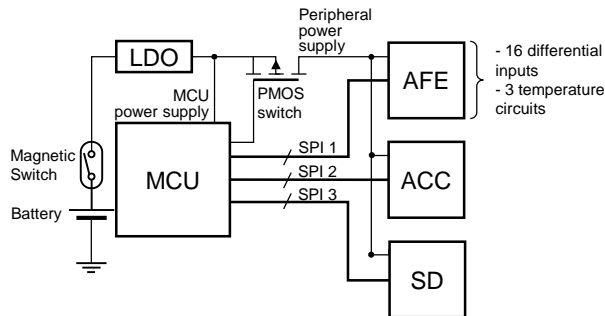 Peripheral
power
supply
LDO
MCU
power supply
PMOS
switch
AFE
- 16 differential
inputs
- 3 temperature
circuits
Magnetic
Switch
Battery
MCU
SPI 1
SPI 2
SPI 3
ACC
SD